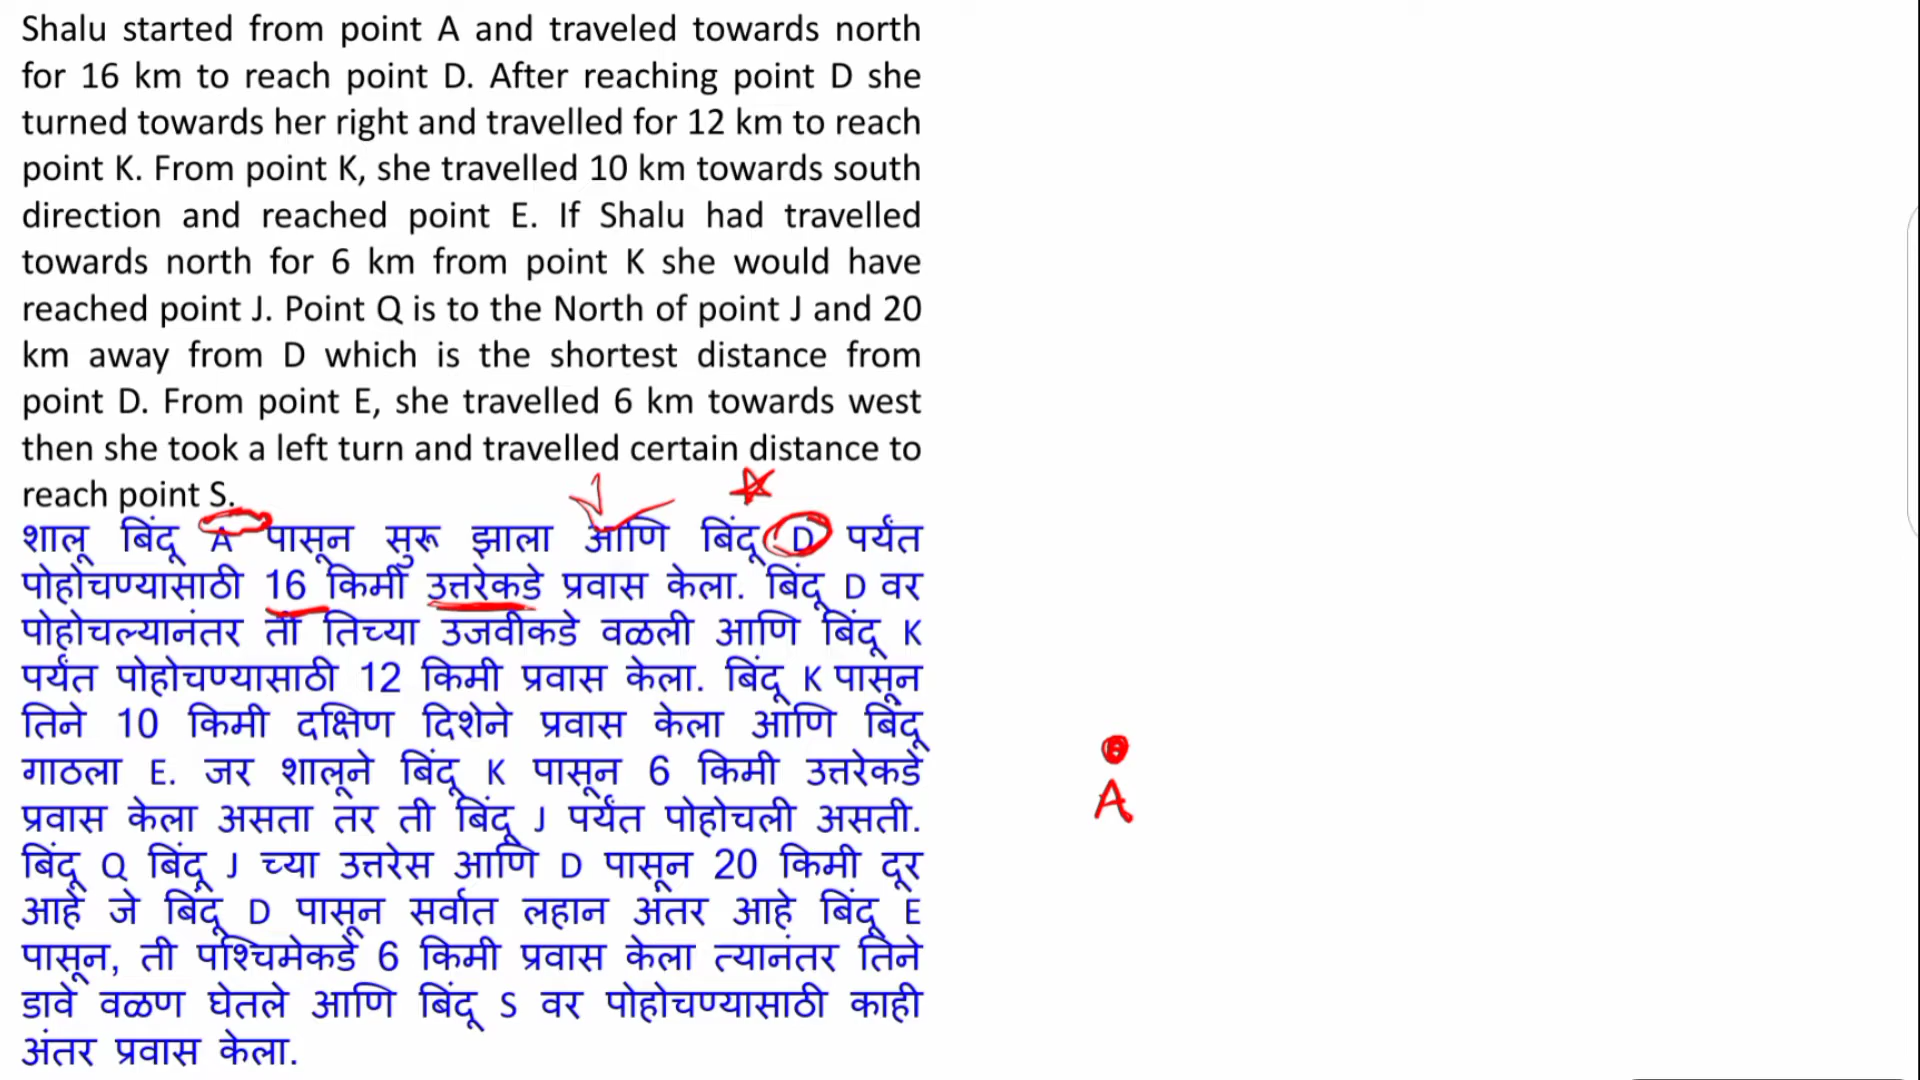 Shalu started from point A and traveled towards north
for 16 km to reach point D. After reaching point D she
turned towards her right and travelled for 12 km to reach
point K. From point K, she travelled 10 km towards south
direction and reached point E. If Shalu had travelled
towards north for 6 km from point K she would have
reached point J. Point Q is to the North of point J and 20
km away from D which is the shortest distance from
point D. From point E, she travelled 6 km towards west
then she took a left turn and travelled certain distance to
reach point S.
शालू बिंदू A पासून सुरू झाला आणि बिंदू D पर्यंत
पोहोचण्यासाठी 16 किमी उत्तरेकडे प्रवास केला. बिंदू D वर
पोहोचल्यानंतर ती तिच्या उजवीकडे वळली आणि बिंदू K
पर्यंत पोहोचण्यासाठी 12 किमी प्रवास केला. बिंदू K पासून
तिने 10 किमी दक्षिण दिशेने प्रवास केला आणि बिंदू
गाठला E. जर शालूने बिंदू K पासून 6 किमी उत्तरेकडे
प्रवास केला असता तर ती बिंदू J पर्यंत पोहोचली असती.
बिंदू Q बिंदू J च्या उत्तरेस आणि D पासून 20 किमी दूर
आहे जे बिंदू D पासून सर्वात लहान अंतर आहे बिंदू E
पासून, ती पश्चिमेकडे 6 किमी प्रवास केला त्यानंतर तिने
डावे वळण घेतले आणि बिंदू S वर पोहोचण्यासाठी काही
अंतर प्रवास केला.
A